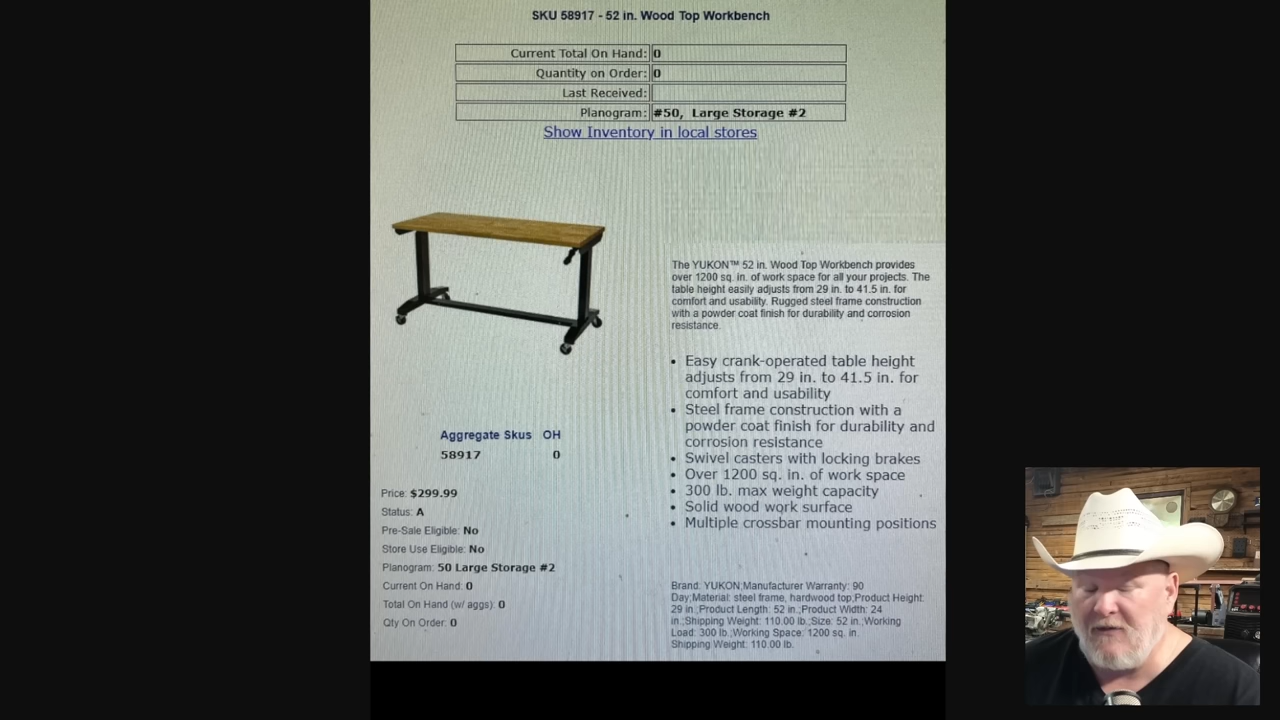 SKU 58917 - 52 in. Wood Top Workbench
Current Total On Hand: 0
Quantity on Order: 0
Last Received:
Planogram: #50, Large Storage #2
Show Inventory in local stores
The YUKON™ 52 in. Wood Top Workbench provides
over 1200 sq. in. of work space for all your projects. The
table height easily adjusts from 29 in. to 41.5 in. for
comfort and usability. Rugged steel frame construction
with a powder coat finish for durability and corrosion
resistance.
• Easy crank-operated table height
adjusts from 29 in. to 41.5 in. for
comfort and usability
• Steel frame construction with a
powder coat finish for durability and
corrosion resistance
• Swivel casters with locking brakes
• Over 1200 sq. in. of work space
• 300 lb. max weight capacity
• Solid wood work surface
• Multiple crossbar mounting positions
Aggregate Skus OH
58917 0
Price: $299.99
Status: A
Pre-Sale Eligible: No
Store Use Eligible: No
Planogram: 50 Large Storage #2
Current On Hand: 0
Total On Hand (w/ aggs): 0
Qty On Order: 0
Brand: YUKON;Manufacturer Warranty: 90
Day;Material: steel frame, hardwood top;Product Height:
29 in.;Product Length: 52 in.;Product Width: 24
in.;Shipping Weight: 110.00 lb.;Size: 52 in.;Working
Load: 300 lb.;Working Space: 1200 sq. in.
Shipping Weight: 110.00 lb.